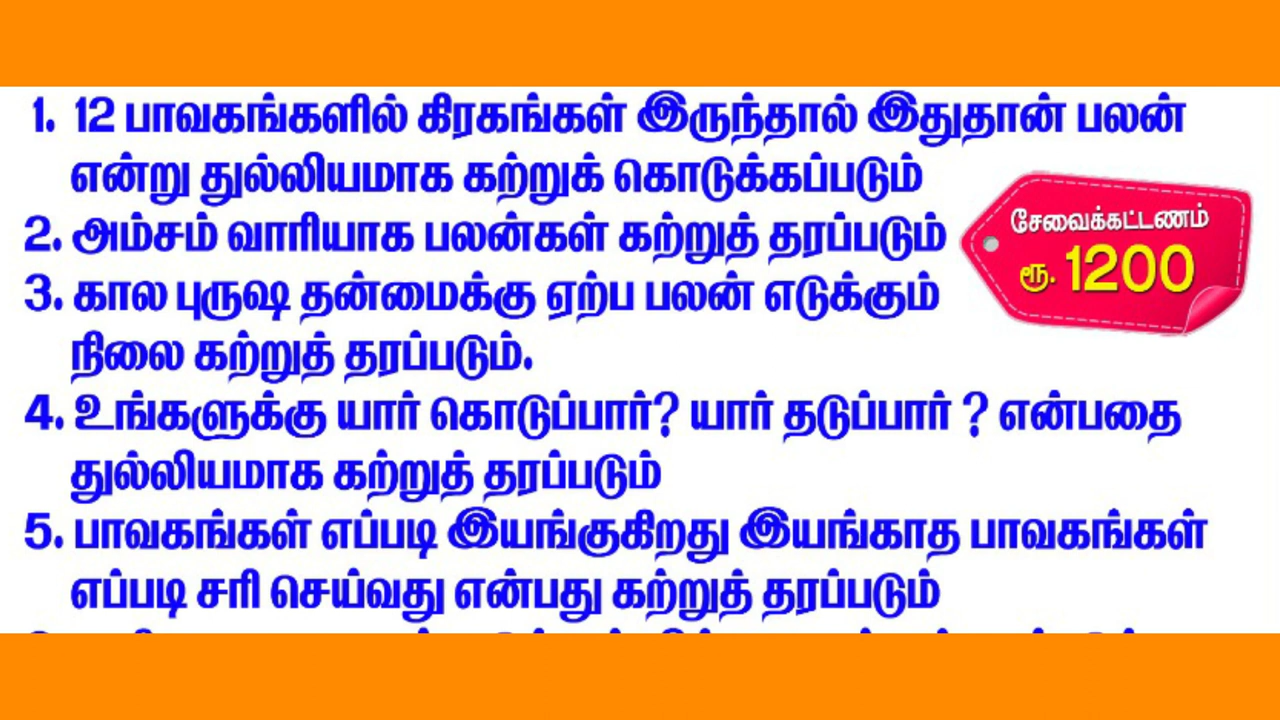 1. 12 பாவகங்களில் கிரகங்கள் இருந்தால் இதுதான் பலன்
என்று துல்லியமாக கற்றுக் கொடுக்கப்படும்
2. அம்சம் வாரியாக பலன்கள் கற்றுத் தரப்படும்
சேவைக்கட்டணம்
ரூ. 1200
3. கால புருஷ தன்மைக்கு ஏற்ப பலன் எடுக்கும்
நிலை கற்றுத் தரப்படும்.
4. உங்களுக்கு யார் கொடுப்பார்? யார் தடுப்பார் ? என்பதை
துல்லியமாக கற்றுத் தரப்படும்
5. பாவகங்கள் எப்படி இயங்குகிறது இயங்காத பாவகங்கள்
எப்படி சரி செய்வது என்பது கற்றுத் தரப்படும்